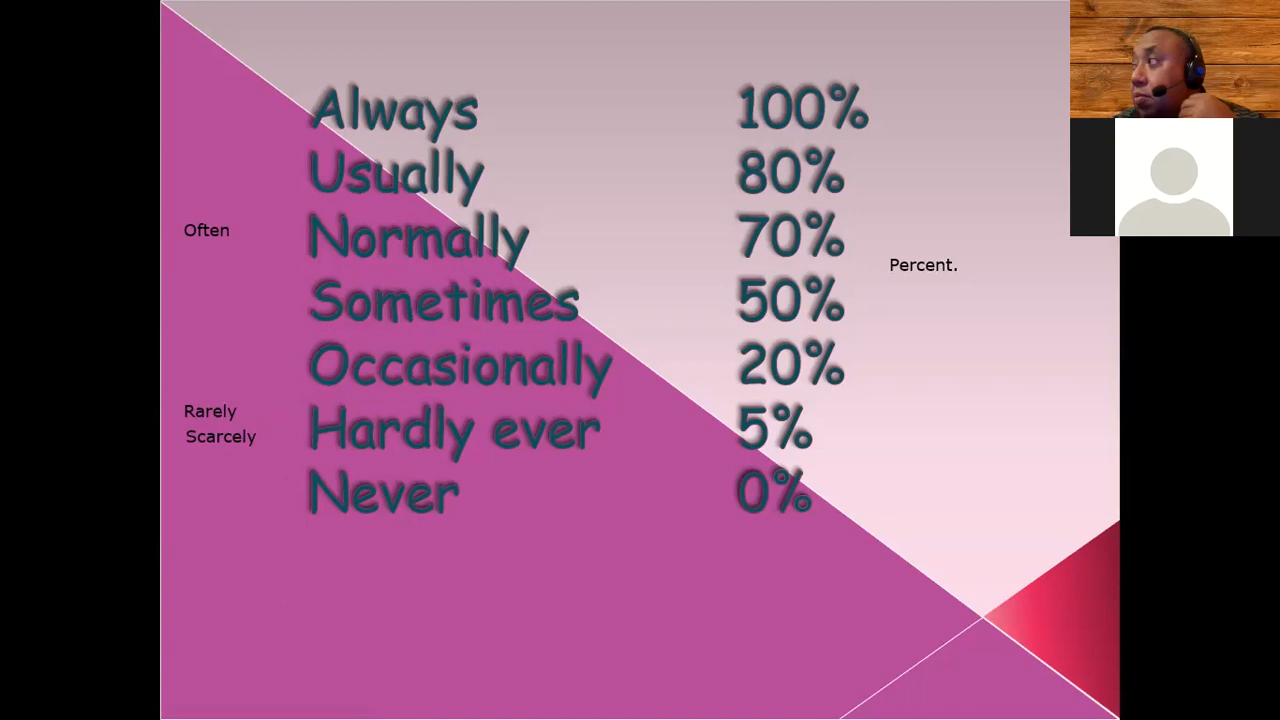 Always 100%
Usually 80%
Often
Normally 70%
Percent.
Sometimes 50%
Occasionally 20%
Rarely
Hardly ever 5%
Scarcely
Never 0%